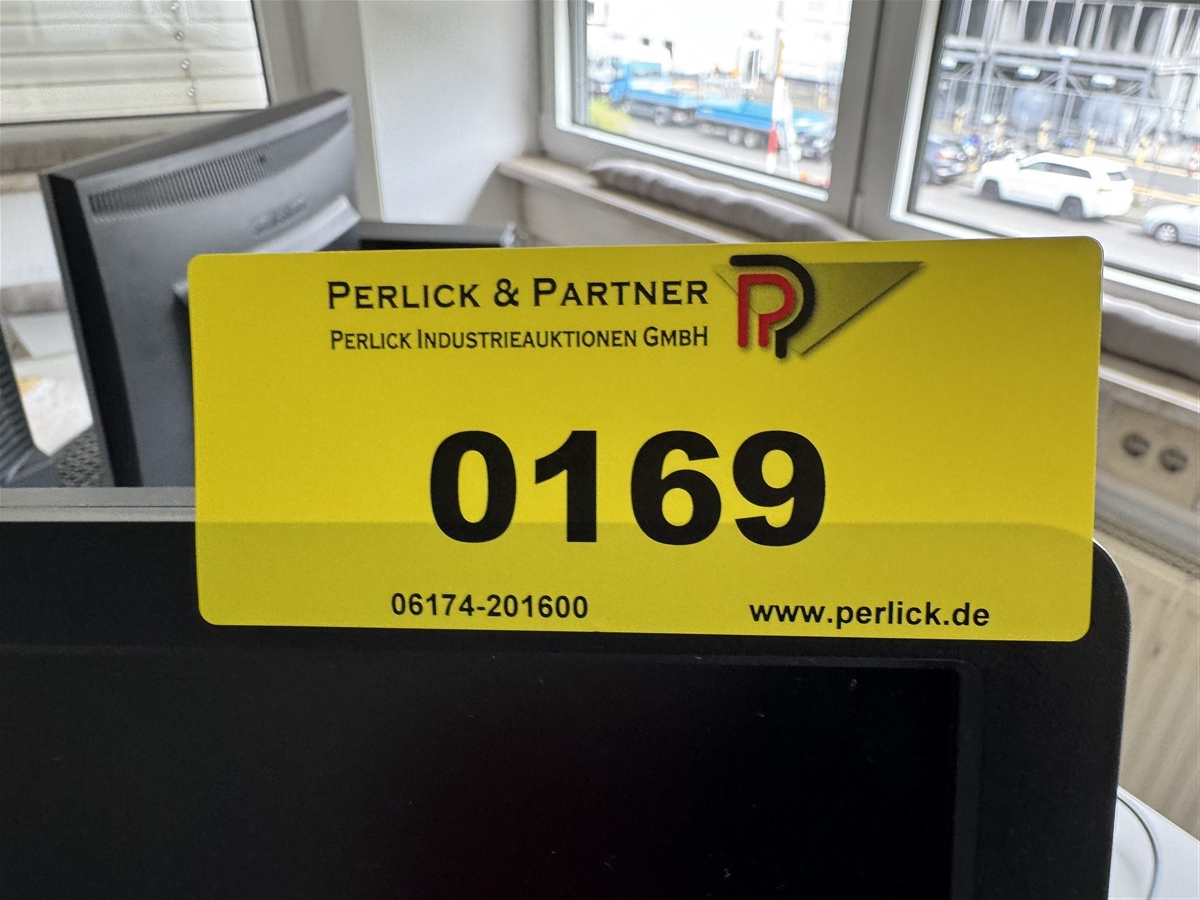 PERLICK & PARTNER
PERLICK INDUSTRIEAUKTIONEN GMBH
0169
06174-201600
www.perlick.de